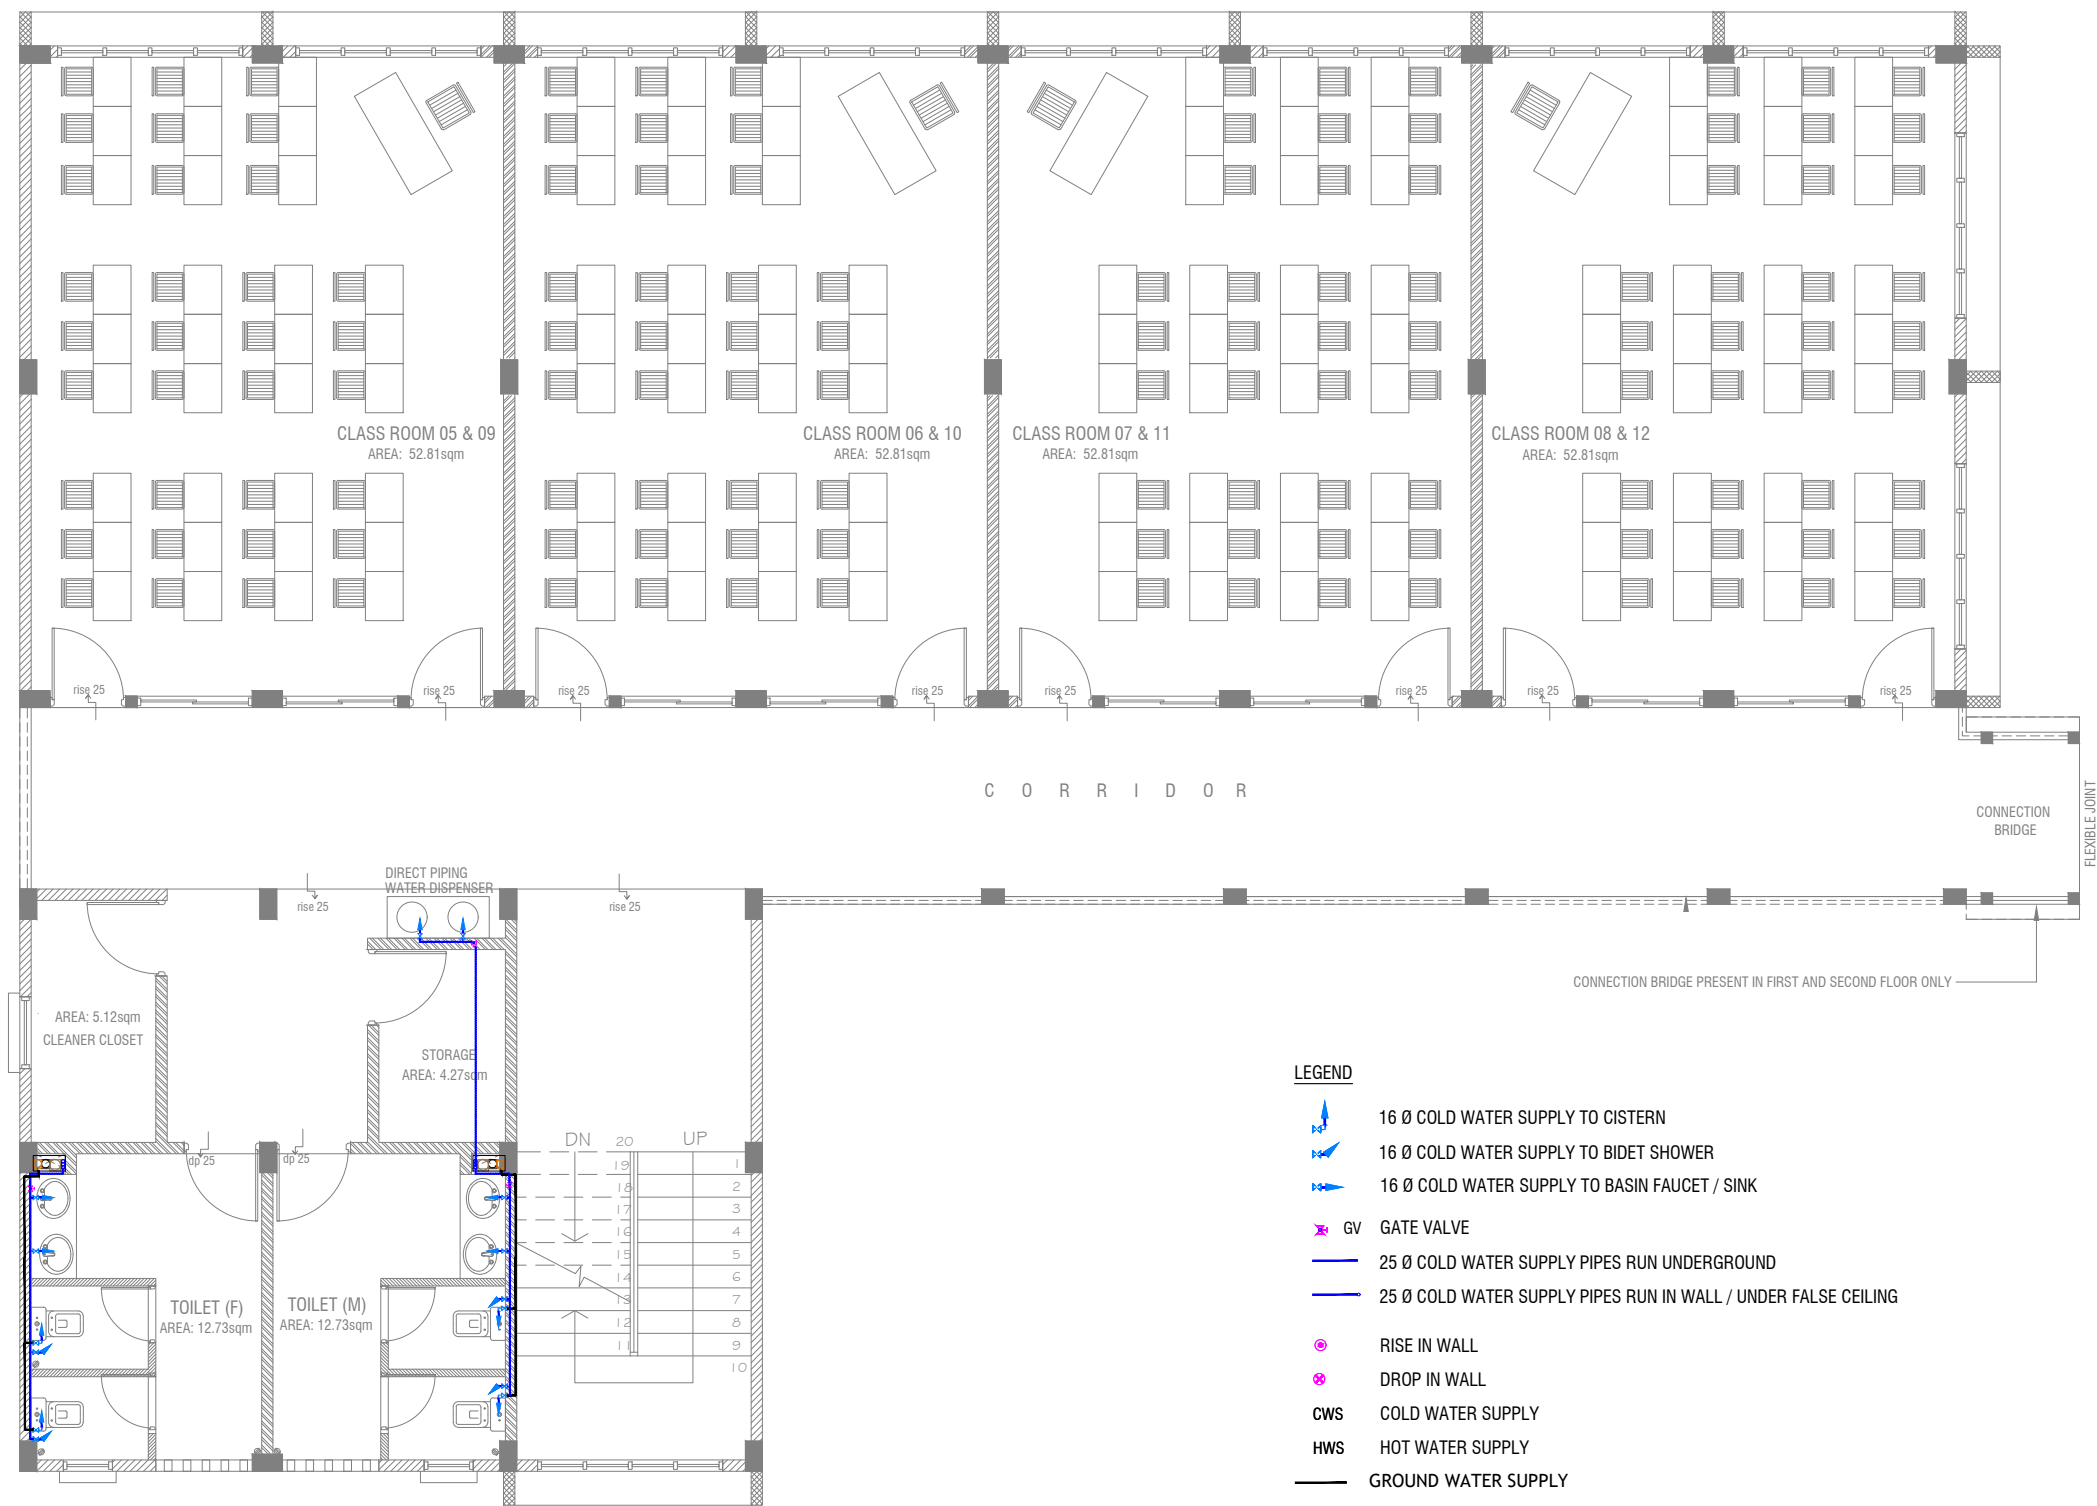 CLASS ROOM 05 & 09
AREA: 52.81sqm
CLASS ROOM 06 & 10
AREA: 52.81sqm
CLASS ROOM 07 & 11
AREA: 52.81sqm
CLASS ROOM 08 & 12
AREA: 52.81sqm
rise 25
rise 25
rise 25
rise 25
rise 25
rise 25
rise 25
rise 25
CORRIDOR
CONNECTION
BRIDGE
FLEXIBLE JOINT
DIRECT PIPING
WATER DISPENSER
rise 25
rise 25
CONNECTION BRIDGE PRESENT IN FIRST AND SECOND FLOOR ONLY
AREA: 5.12sqm
CLEANER CLOSET
STORAGE
AREA: 4.27sqm
dp 25
dp 25
DN
20
UP
19
18
17
16
15
14
13
12
11
1
2
3
4
5
6
7
8
9
10
TOILET (F)
AREA: 12.73sqm
TOILET (M)
AREA: 12.73sqm
LEGEND
16 Ø COLD WATER SUPPLY TO CISTERN
16 Ø COLD WATER SUPPLY TO BIDET SHOWER
16 Ø COLD WATER SUPPLY TO BASIN FAUCET / SINK
GV GATE VALVE
25 Ø COLD WATER SUPPLY PIPES RUN UNDERGROUND
25 Ø COLD WATER SUPPLY PIPES RUN IN WALL / UNDER FALSE CEILING
RISE IN WALL
DROP IN WALL
CWS COLD WATER SUPPLY
HWS HOT WATER SUPPLY
GROUND WATER SUPPLY